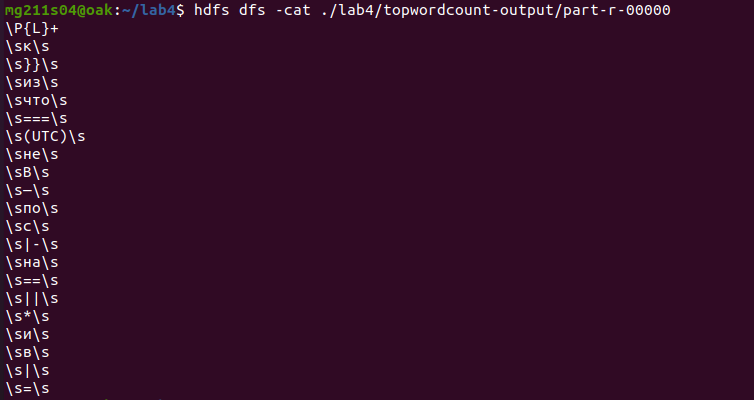 mg211s04@oak:~/lab4$ hdfs dfs -cat ./lab4/topwordcount-output/part-r-00000
\P{L}+
\sк\s
\s}}\s
\sиз\s
\sчто\s
\s===\s
\s(UTC)\s
\sне\s
\sВ\s
\s—\s
\sпо\s
\sс\s
\s|-\s
\sна\s
\s==\s
\s||\s
\s*\s
\sи\s
\sв\s
\s|\s
\s=\s